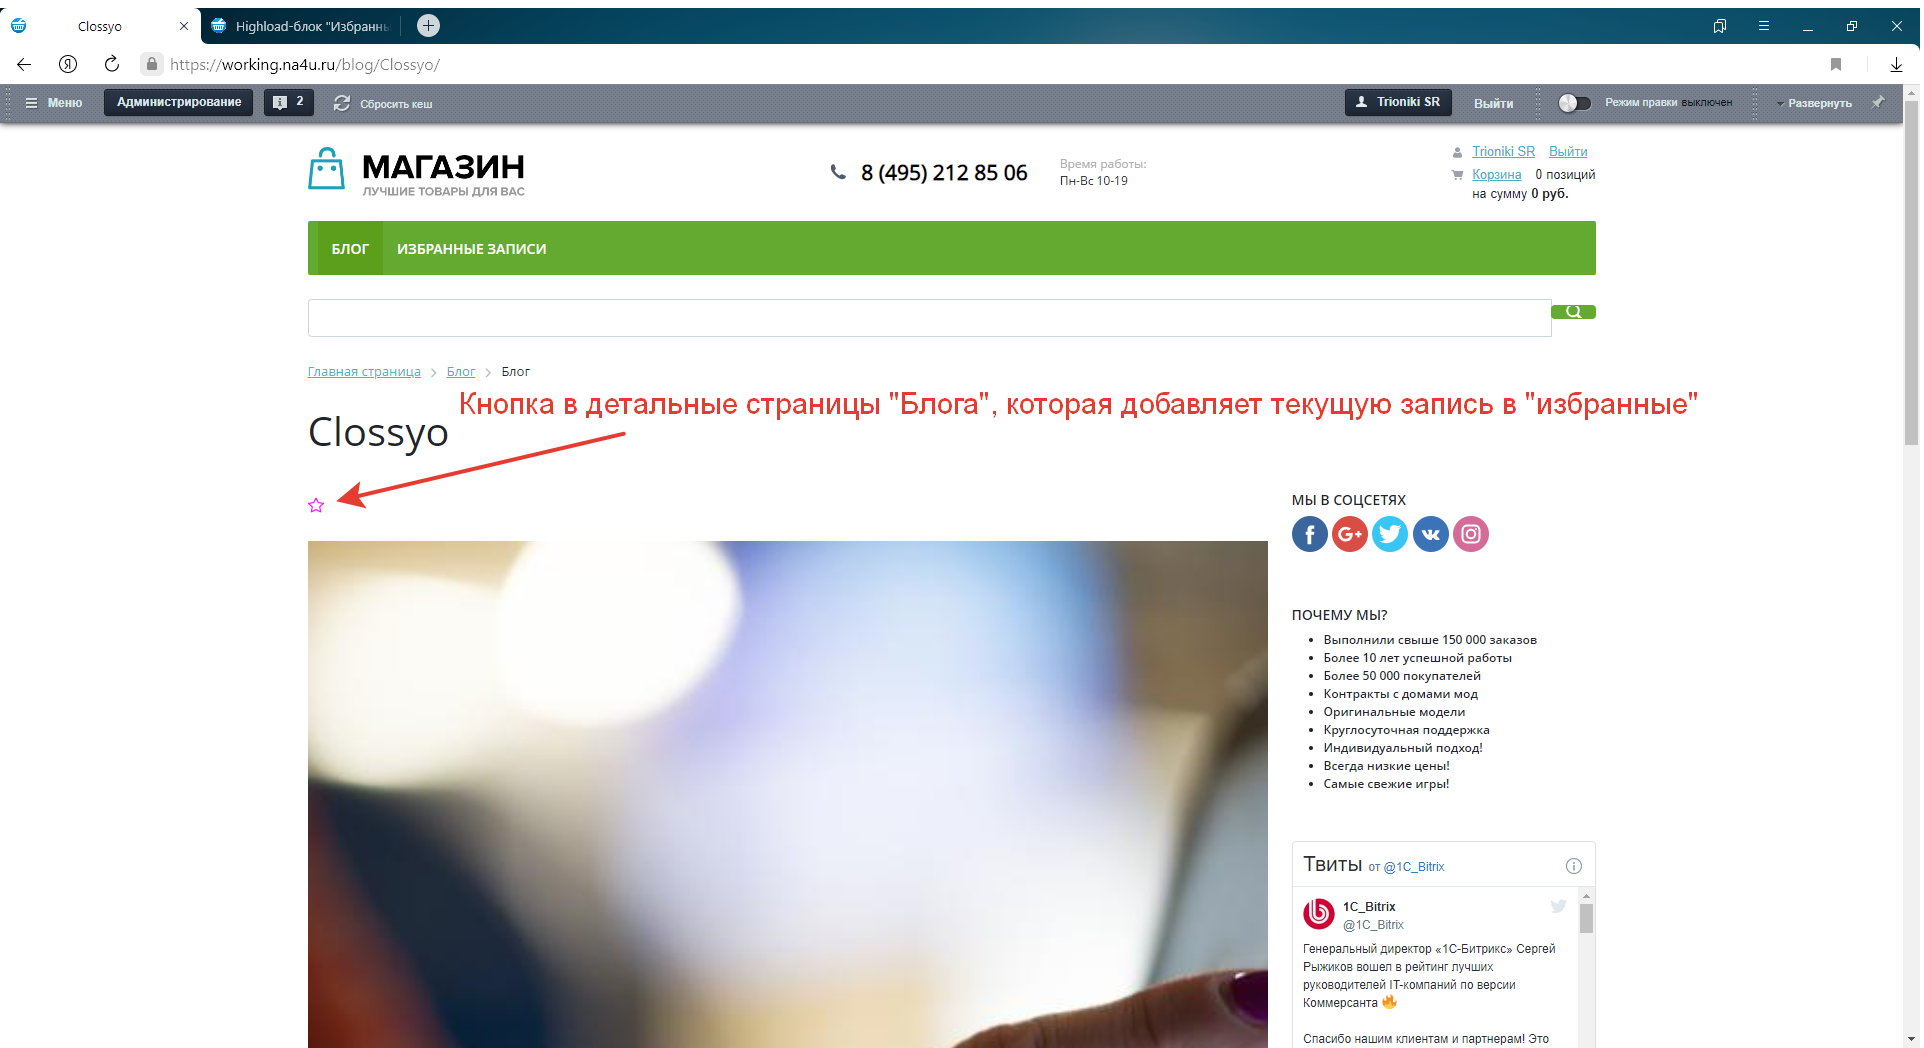 Clossyo
Highload-блок "Избранны
https://working.na4u.ru/blog/Clossyo/
Меню
Администрирование
2
Сбросить кеш
Trioniki SR
Выйти
Режим правки выключен
Развернуть
МАГАЗИН
ЛУЧШИЕ ТОВАРЫ ДЛЯ ВАС
8 (495) 212 85 06
Время работы:
Пн-Вс 10-19
Trioniki SR Выйти
Корзина 0 позиций
на сумму 0 руб.
БЛОГ
ИЗБРАННЫЕ ЗАПИСИ
Главная страница
Блог
Блог
Кнопка в детальные страницы "Блога", которая добавляет текущую запись в "избранные"
Clossyo
МЫ В СОЦСЕТЯХ
ПОЧЕМУ МЫ?
Выполнили свыше 150 000 заказов
Более 10 лет успешной работы
Более 50 000 покупателей
Контракты с домами мод
Оригинальные модели
Круглосуточная поддержка
Индивидуальный подход!
Всегда низкие цены!
Самые свежие игры!
Твиты от @1C_Bitrix
1C_Bitrix
@1C_Bitrix
Генеральный директор «1С-Битрикс» Сергей
Рыжиков вошел в рейтинг лучших
руководителей IT-компаний по версии
Коммерсанта 🔥
Спасибо нашим клиентам и партнерам! Это